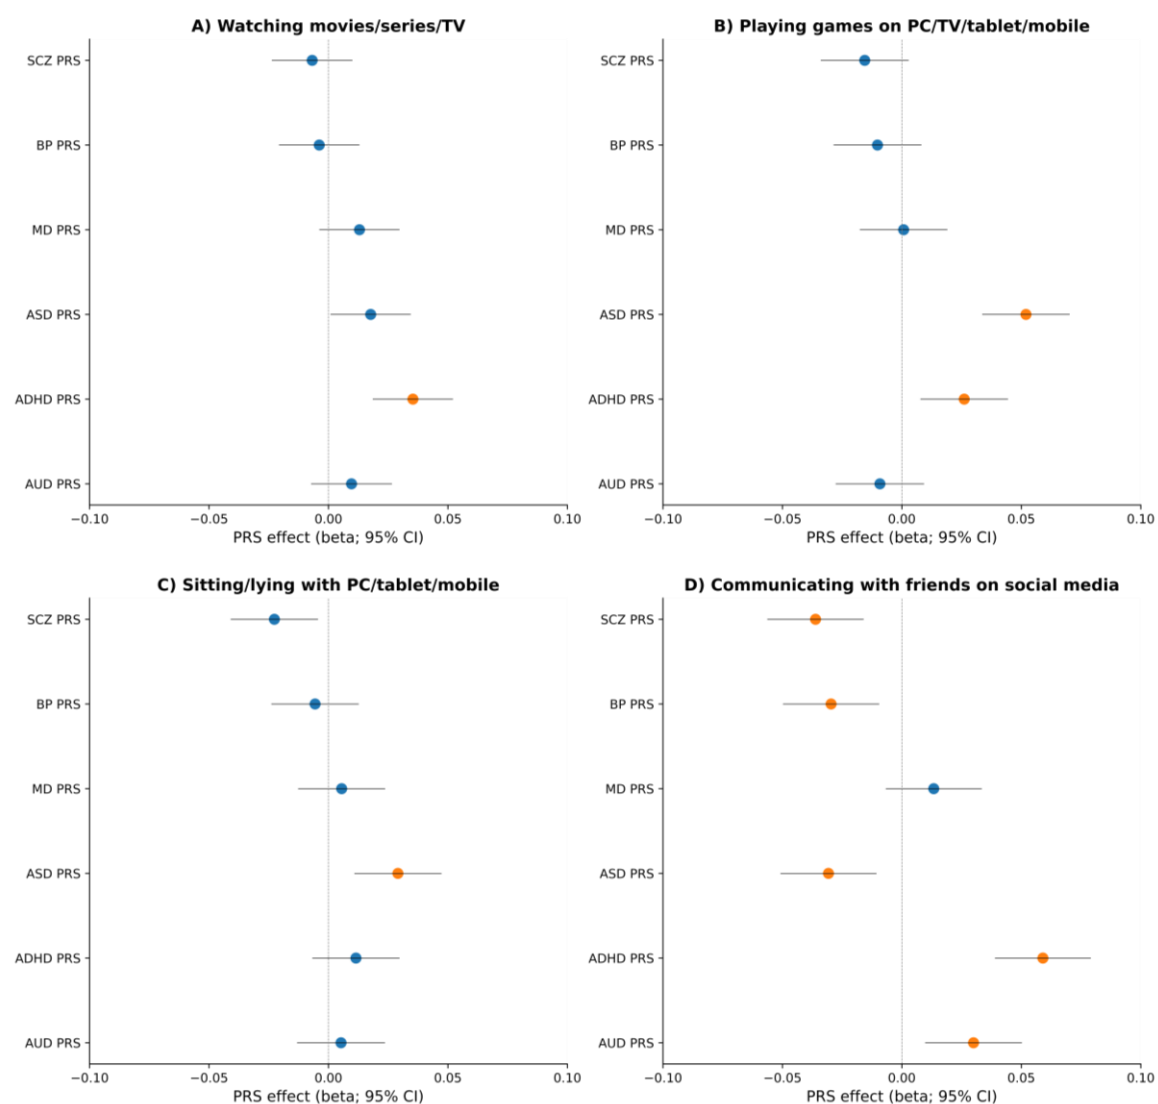 A) Watching movies/series/TV
SCZ PRS
BP PRS
MD PRS
ASD PRS
ADHD PRS
AUD PRS
−0.10 −0.05 0.00 0.05 0.10
PRS effect (beta; 95% CI)
B) Playing games on PC/TV/tablet/mobile
SCZ PRS
BP PRS
MD PRS
ASD PRS
ADHD PRS
AUD PRS
−0.10 −0.05 0.00 0.05 0.10
PRS effect (beta; 95% CI)
C) Sitting/lying with PC/tablet/mobile
SCZ PRS
BP PRS
MD PRS
ASD PRS
ADHD PRS
AUD PRS
−0.10 −0.05 0.00 0.05 0.10
PRS effect (beta; 95% CI)
D) Communicating with friends on social media
SCZ PRS
BP PRS
MD PRS
ASD PRS
ADHD PRS
AUD PRS
−0.10 −0.05 0.00 0.05 0.10
PRS effect (beta; 95% CI)